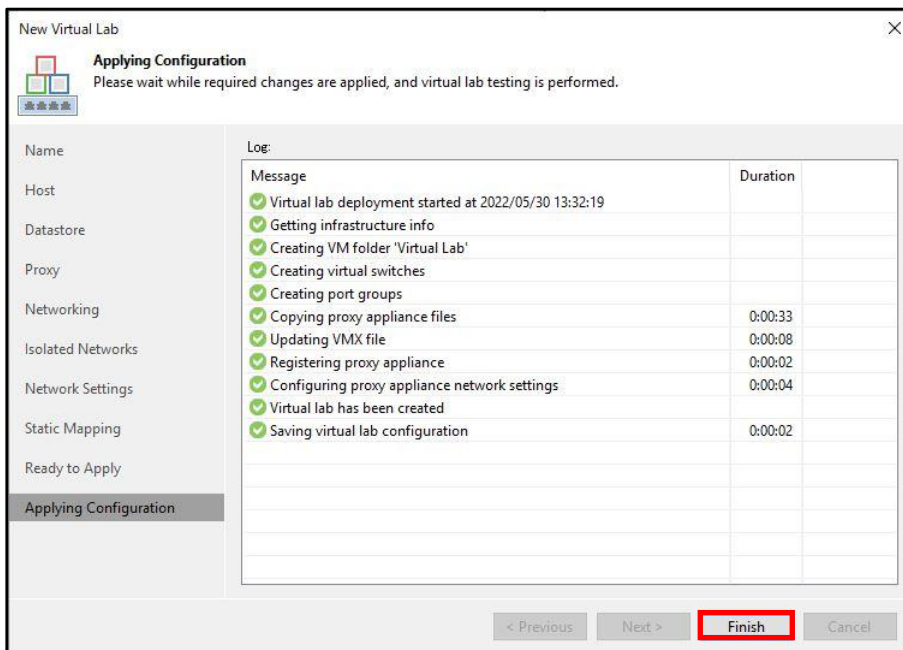 New Virtual Lab
Applying Configuration
Please wait while required changes are applied, and virtual lab testing is performed.
Name
Host
Datastore
Proxy
Networking
Isolated Networks
Network Settings
Static Mapping
Ready to Apply
Applying Configuration
Log:
Message Duration
Virtual lab deployment started at 2022/05/30 13:32:19
Getting infrastructure info
Creating VM folder 'Virtual Lab'
Creating virtual switches
Creating port groups
Copying proxy appliance files 0:00:33
Updating VMX file 0:00:08
Registering proxy appliance 0:00:02
Configuring proxy appliance network settings 0:00:04
Virtual lab has been created
Saving virtual lab configuration 0:00:02
< Previous Next > Finish Cancel